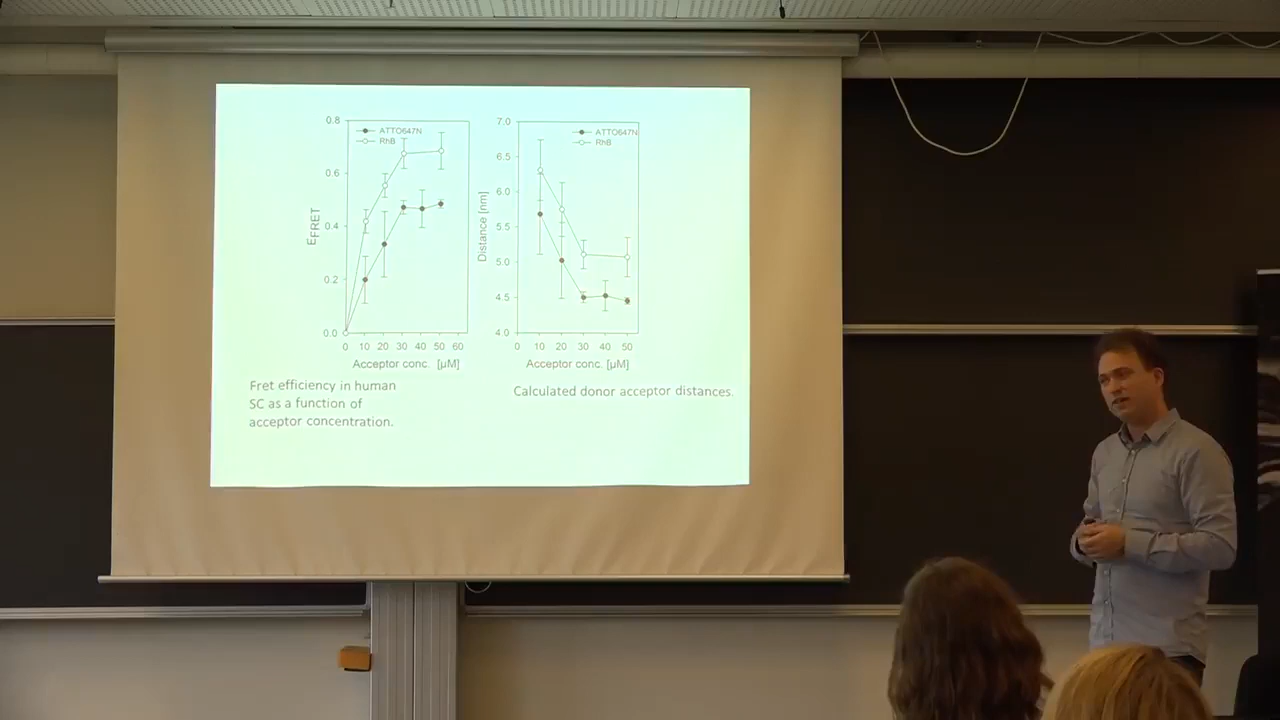 ATTO647N
RhB
0.8
0.6
0.4
0.2
0.0
EFRET
0 10 20 30 40 50 60
Acceptor conc. [µM]
Fret efficiency in human
SC as a function of
acceptor concentration.
ATTO647N
RhB
7.0
6.5
6.0
5.5
5.0
4.5
4.0
Distance [nm]
0 10 20 30 40 50
Acceptor conc. [µM]
Calculated donor acceptor distances.